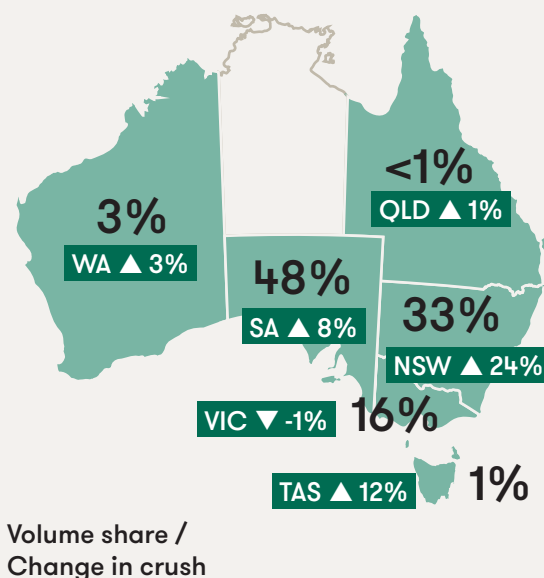 <1%
QLD ▲ 1%
3%
WA ▲ 3%
48%
SA ▲ 8%
33%
NSW ▲ 24%
VIC ▼ -1% 16%
TAS ▲ 12% 1%
Volume share /
Change in crush